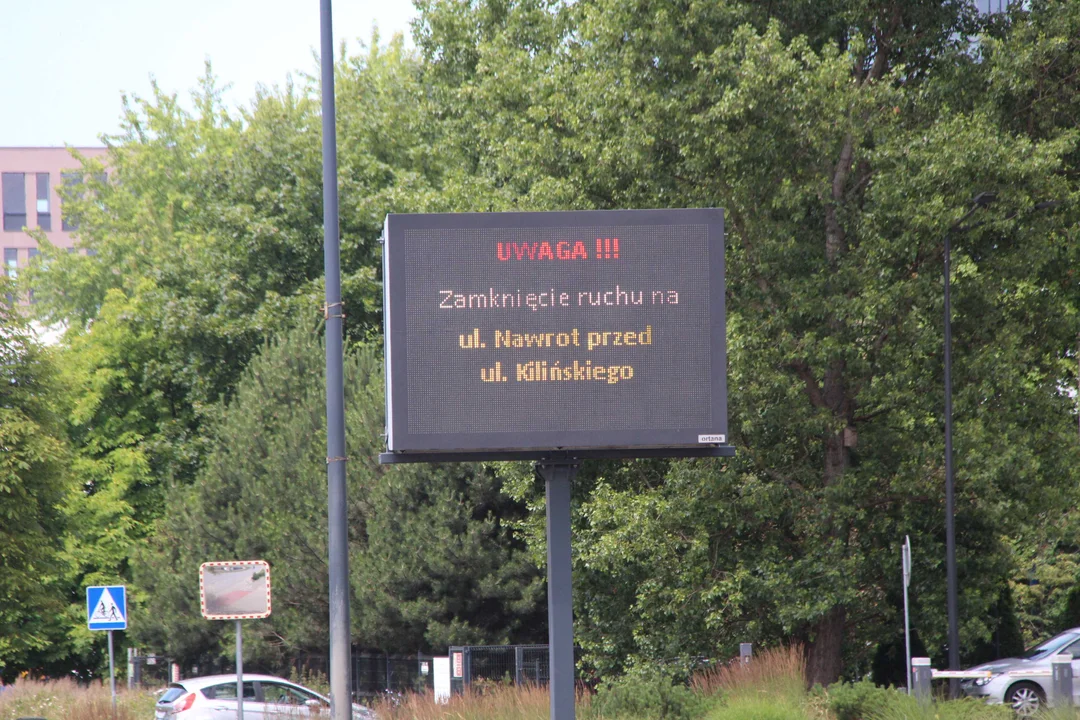 UWAGA !!!
Zamknięcie ruchu na
ul. Nawrot przed
ul. Kilińskiego
ortana